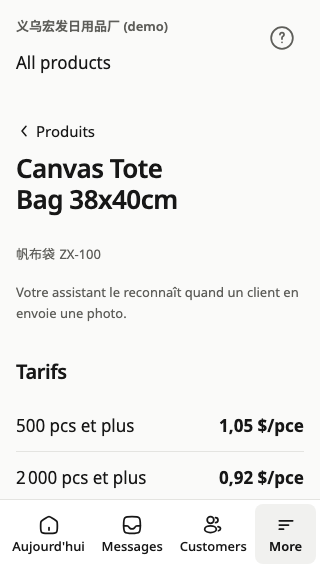 义乌宏发日用品厂 (demo)
All products
Produits
Canvas Tote
Bag 38x40cm
帆布袋 ZX-100
Votre assistant le reconnaît quand un client en
envoie une photo.
Tarifs
500 pcs et plus 1,05 $/pce
2 000 pcs et plus 0,92 $/pce
Aujourd'hui Messages Customers More